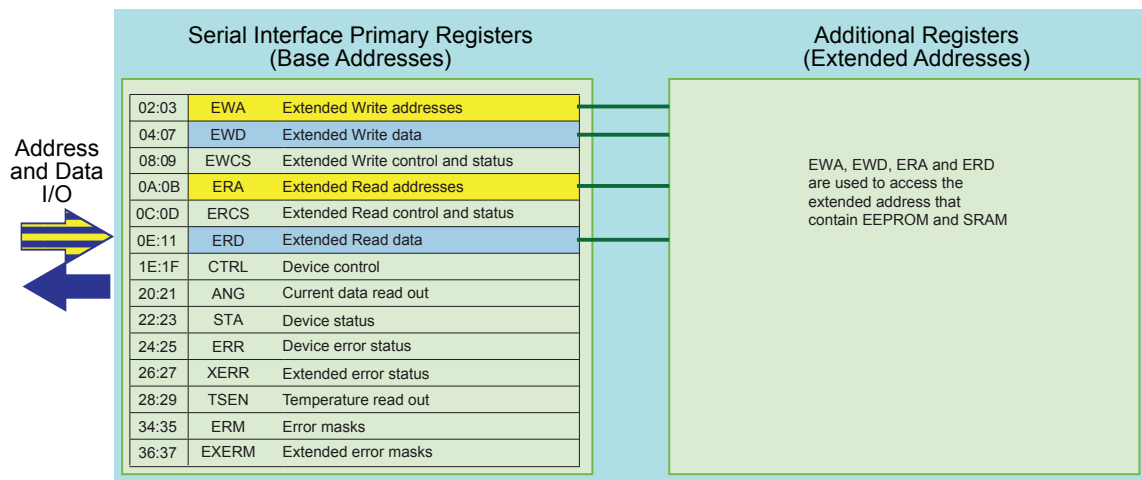 Serial Interface Primary Registers
(Base Addresses)
Additional Registers
(Extended Addresses)
Address
and Data
I/O
02:03 EWA Extended Write addresses
04:07 EWD Extended Write data
08:09 EWCS Extended Write control and status
0A:0B ERA Extended Read addresses
0C:0D ERCS Extended Read control and status
0E:11 ERD Extended Read data
1E:1F CTRL Device control
20:21 ANG Current data read out
22:23 STA Device status
24:25 ERR Device error status
26:27 XERR Extended error status
28:29 TSEN Temperature read out
34:35 ERM Error masks
36:37 EXERM Extended error masks
EWA, EWD, ERA and ERD
are used to access the
extended address that
contain EEPROM and SRAM